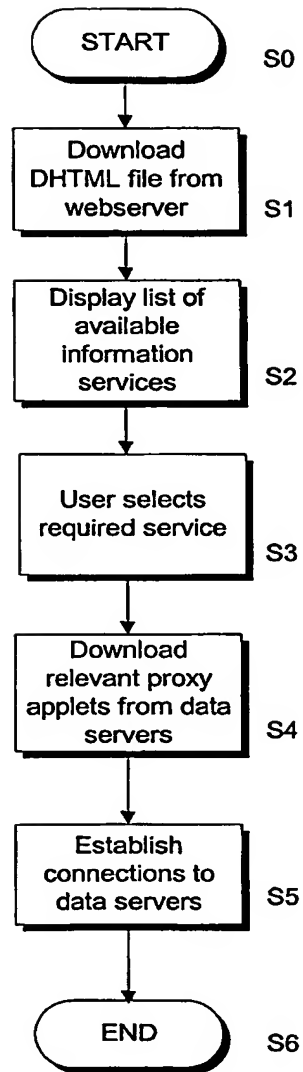 START
S0
Download
DHTML file from
webserver
S1
Display list of
available
information
services
S2
User selects
required service
S3
Download
relevant proxy
applets from data
servers
S4
Establish
connections to
data servers
S5
END
S6